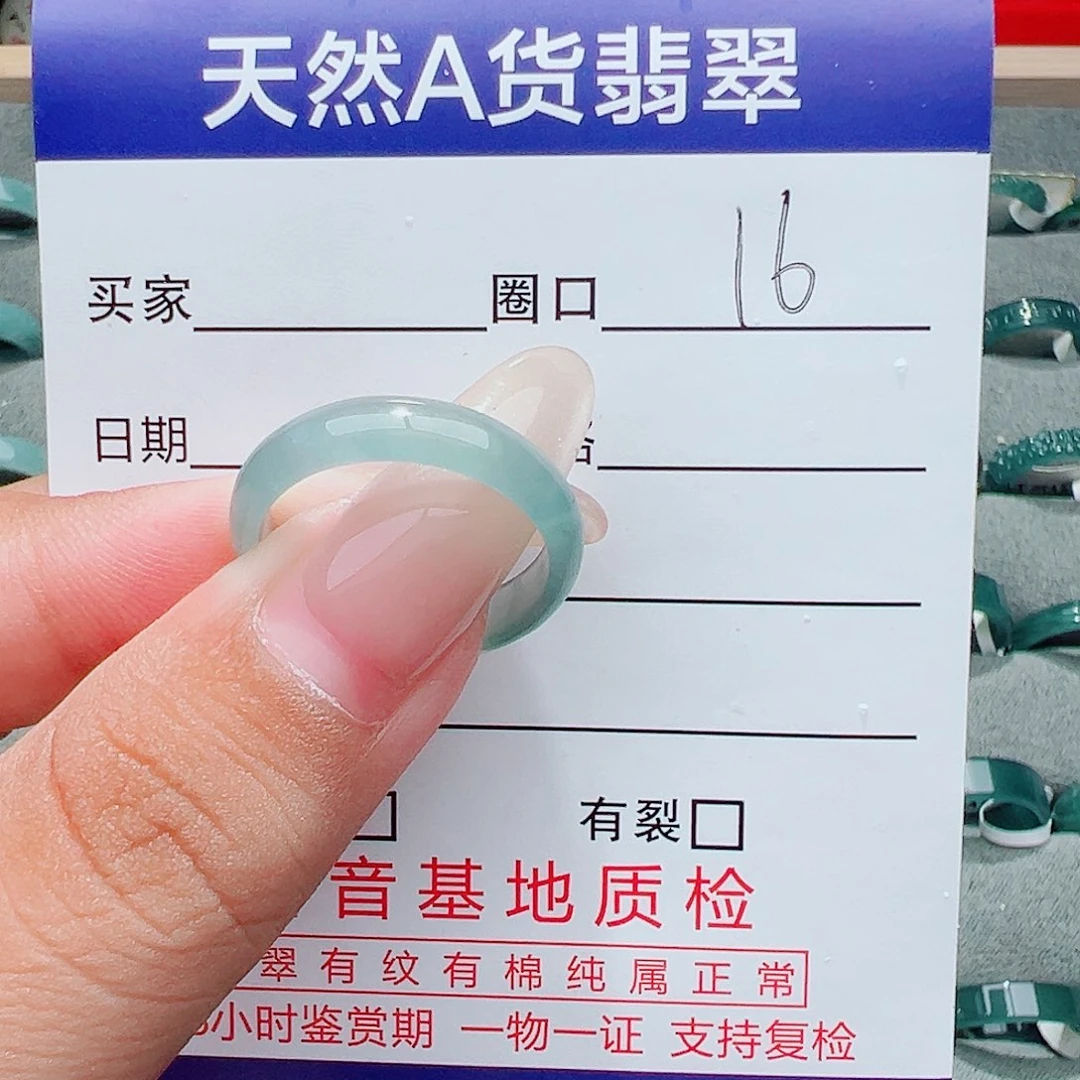 天然A货翡翠
买家 圈口 16
日期
有裂
音基地质检
翠有纹有棉纯属正常
小时鉴赏期 一物一证 支持复检